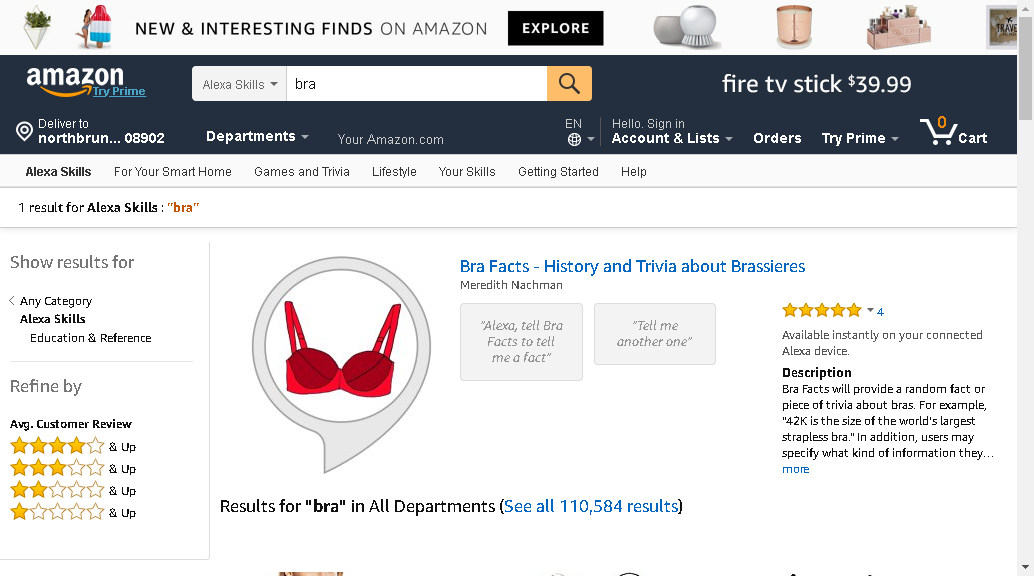 NEW & INTERESTING FINDS ON AMAZON EXPLORE
amazon
Try Prime
Alexa Skills bra
fire tv stick $39.99
Deliver to
northbrun... 08902
Departments Your Amazon.com
EN
Hello. Sign in
Account & Lists Orders Try Prime 0 Cart
Alexa Skills For Your Smart Home Games and Trivia Lifestyle Your Skills Getting Started Help
1 result for Alexa Skills : "bra"
Show results for
Any Category
Alexa Skills
Education & Reference
Refine by
Avg. Customer Review
& Up
& Up
& Up
& Up
Bra Facts - History and Trivia about Brassieres
Meredith Nachman
"Alexa, tell Bra
Facts to tell
me a fact"
"Tell me
another one"
4
Available instantly on your connected
Alexa device.
Description
Bra Facts will provide a random fact or
piece of trivia about bras. For example,
"42K is the size of the world's largest
strapless bra." In addition, users may
specify what kind of information they...
more
Results for "bra" in All Departments (See all 110,584 results)